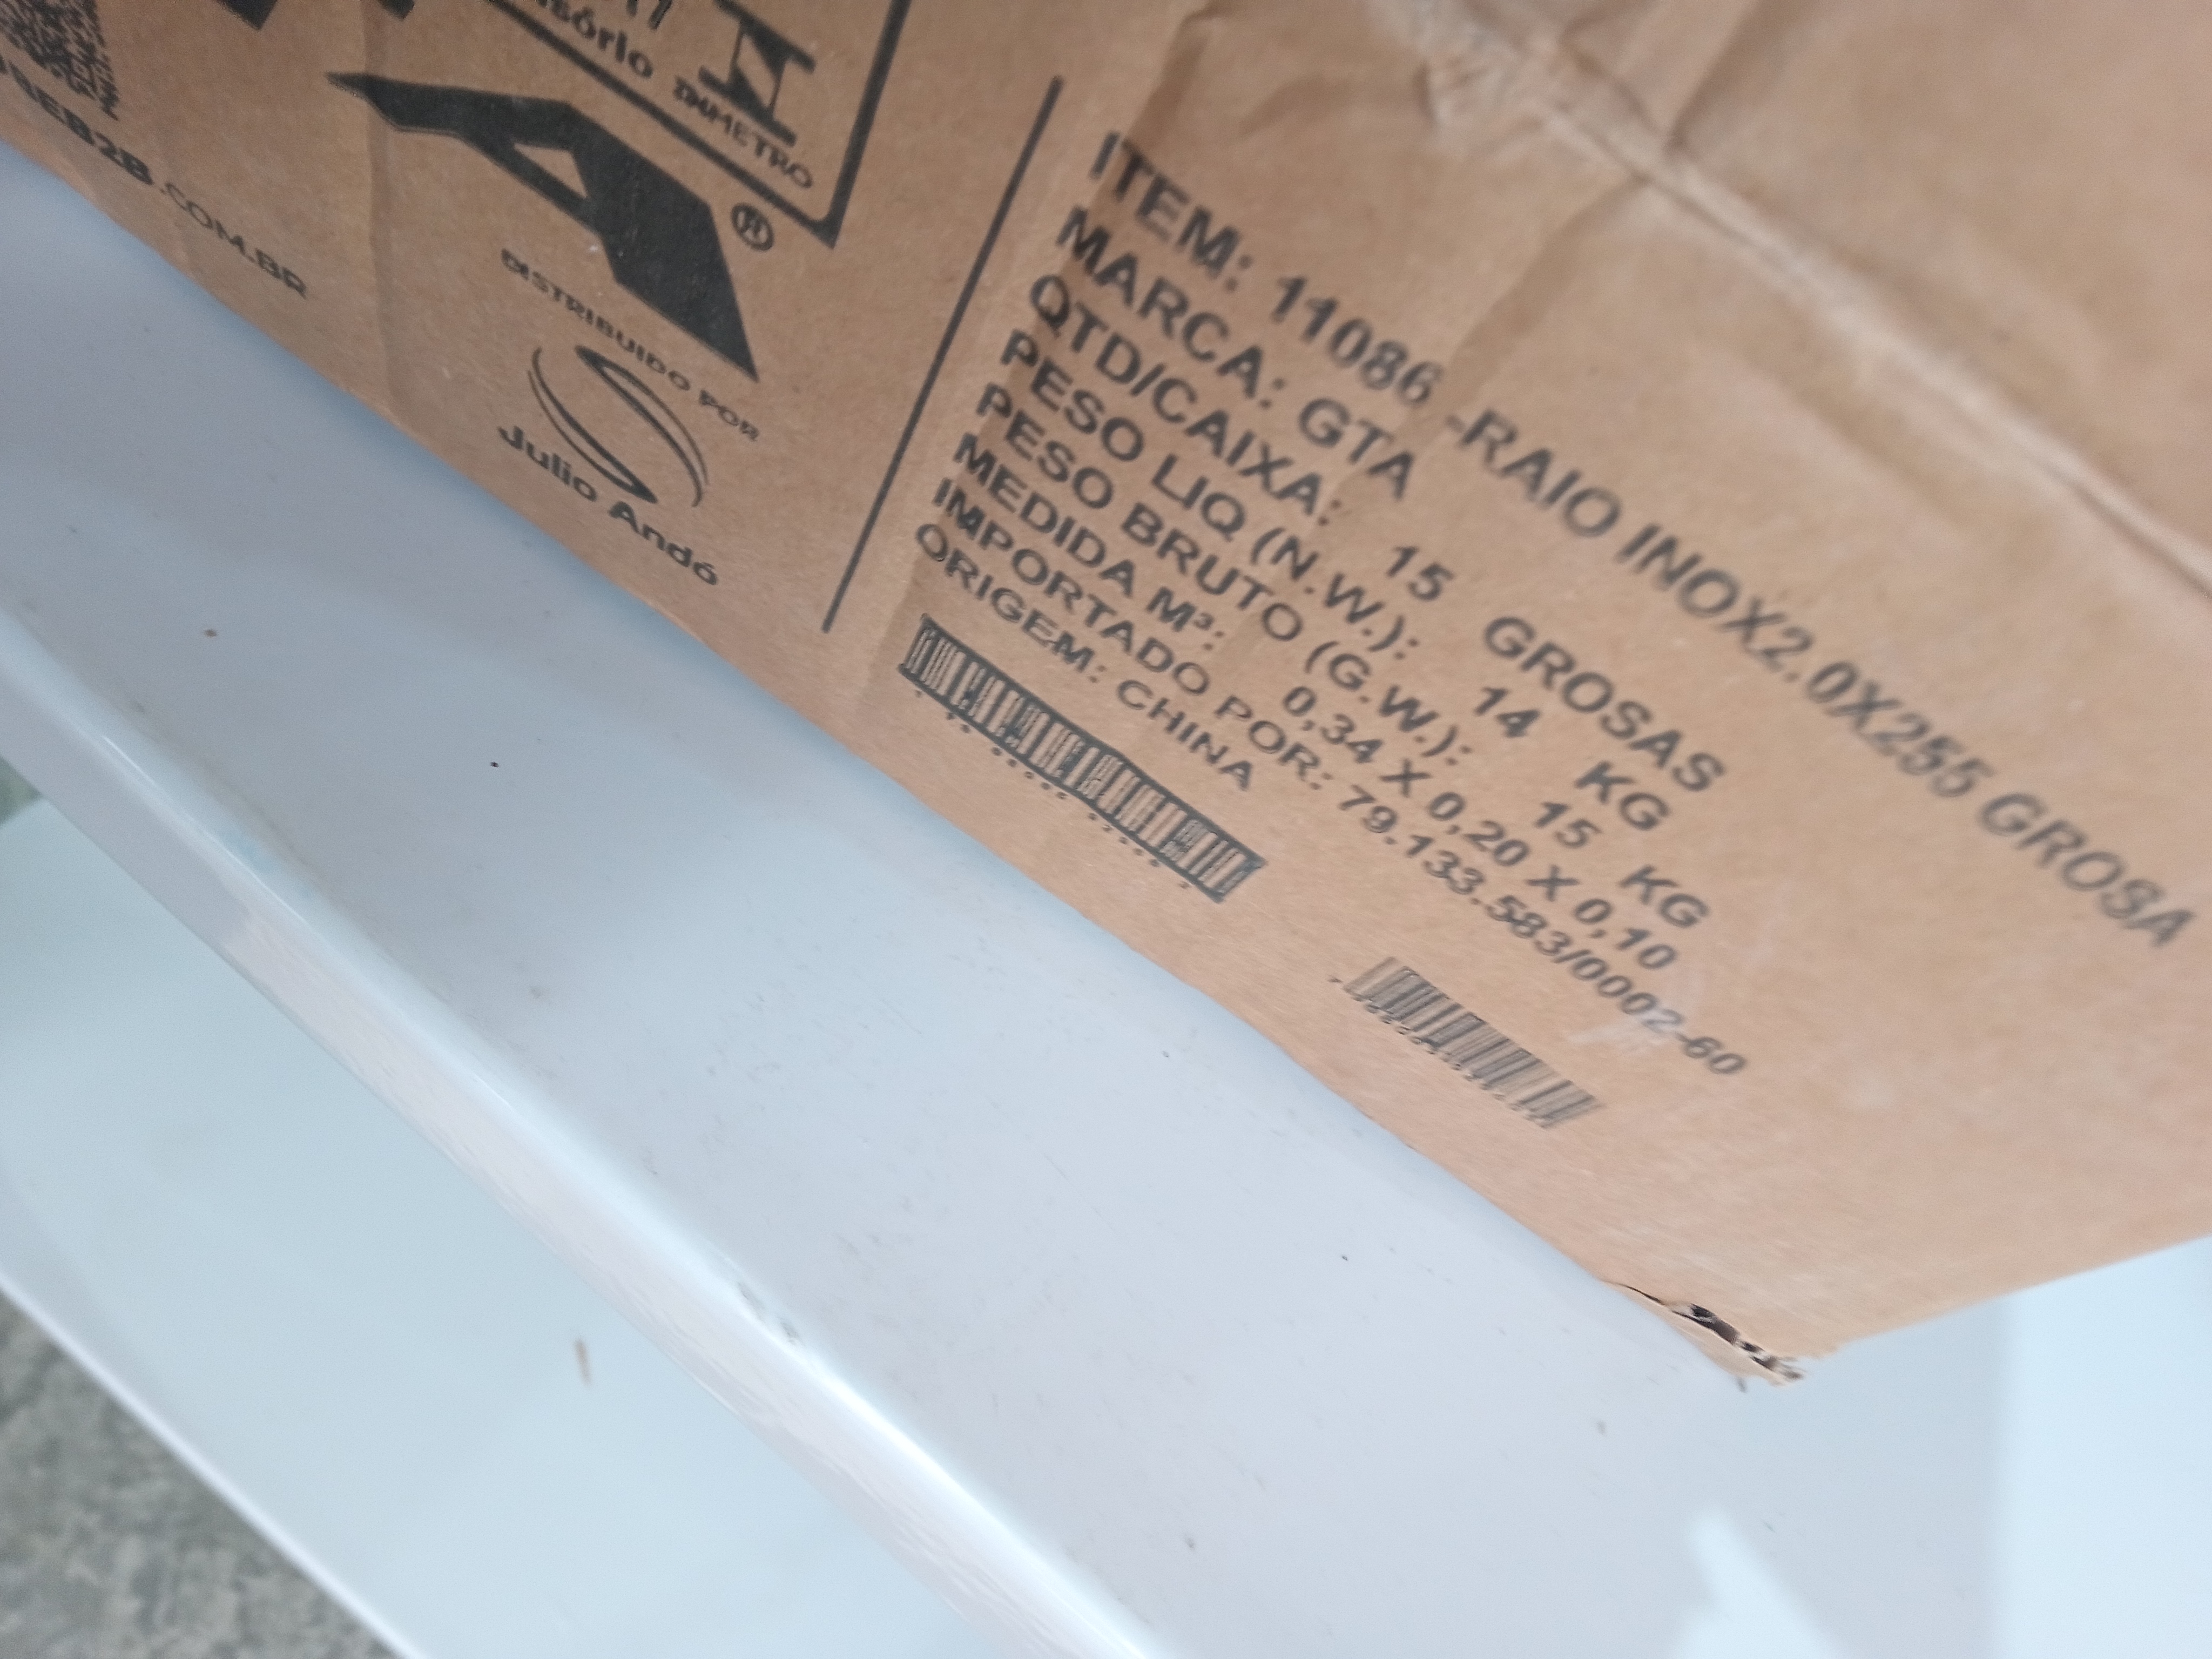 INMETRO
®
.COM.BR
DISTRIBUIDO POR
Julio Andó
ITEM: 11086 -RAIO INOX2.0X255 GROSA
MARCA: GTA
QTD/CAIXA: 15 GROSAS
PESO LIQ (N.W.): 14 KG
PESO BRUTO (G.W.): 15 KG
MEDIDA M³: 0,34 X 0,20 X 0,10
IMPORTADO POR: 79.133.583/0002-60
ORIGEM: CHINA